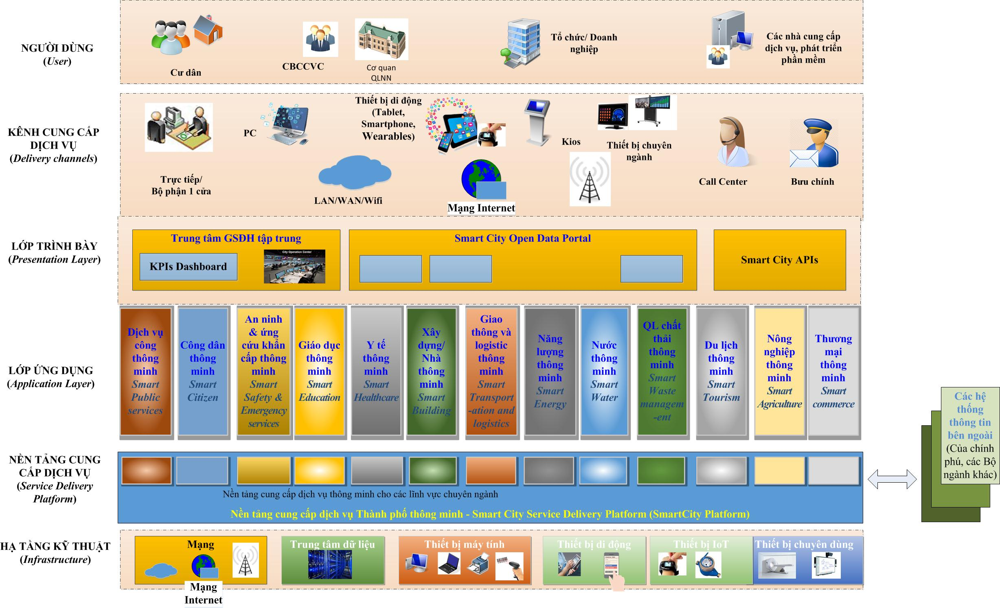 NGƯỜI DÙNG
(User)
Cư dân
CBCCVC
Cơ quan
QLNN
Tổ chức/ Doanh
nghiệp
Các nhà cung cấp
dịch vụ, phát triển
phần mềm
KÊNH CUNG CẤP
DỊCH VỤ
(Delivery channels)
Trực tiếp/
Bộ phận 1 cửa
PC
Thiết bị di động
(Tablet,
Smartphone,
Wearables)
Kios
Thiết bị chuyên
ngành
Call Center
Bưu chính
LAN/WAN/Wifi
Mạng Internet
LỚP TRÌNH BÀY
(Presentation Layer)
Trung tâm GSĐH tập trung
KPIs Dashboard
City Operation Center
Smart City Open Data Portal
Smart City APIs
LỚP ỨNG DỤNG
(Application Layer)
Dịch vụ
công
thông
minh
Smart
Public
services
Công dân
thông
minh
Smart
Citizen
An ninh
& ứng
cứu khẩn
cấp thông
minh
Smart
Safety &
Emergency
services
Giáo dục
thông
minh
Smart
Education
Y tế
thông
minh
Smart
Healthcare
Xây
dựng/
Nhà
thông
minh
Smart
Building
Giao
thông và
logistic
thông
minh
Smart
Transport
-ation and
logistics
Năng
lượng
thông
minh
Smart
Energy
Nước
thông
minh
Smart
Water
QL chất
thải
thông
minh
Smart
Waste
managem
-ent
Du lịch
thông
minh
Smart
Tourism
Nông
nghiệp
thông
minh
Smart
Agriculture
Thương
mại
thông
minh
Smart
commerce
Các hệ
thống
thông tin
bên ngoài
(Của chính
phú, các Bộ
ngành khác)
NỀN TẢNG CUNG
CẤP DỊCH VỤ
(Service Delivery
Platform)
Nền tảng cung cấp dịch vụ thông minh cho các lĩnh vực chuyên ngành
Nền tảng cung cấp dịch vụ Thành phố thông minh - Smart City Service Delivery Platform (SmartCity Platform)
HẠ TẦNG KỸ THUẬT
(Infrastructure)
Mạng
Mạng
Internet
Trung tâm dữ liệu
Thiết bị máy tính
Thiết bị di động
Thiết bị IoT
Thiết bị chuyên dùng